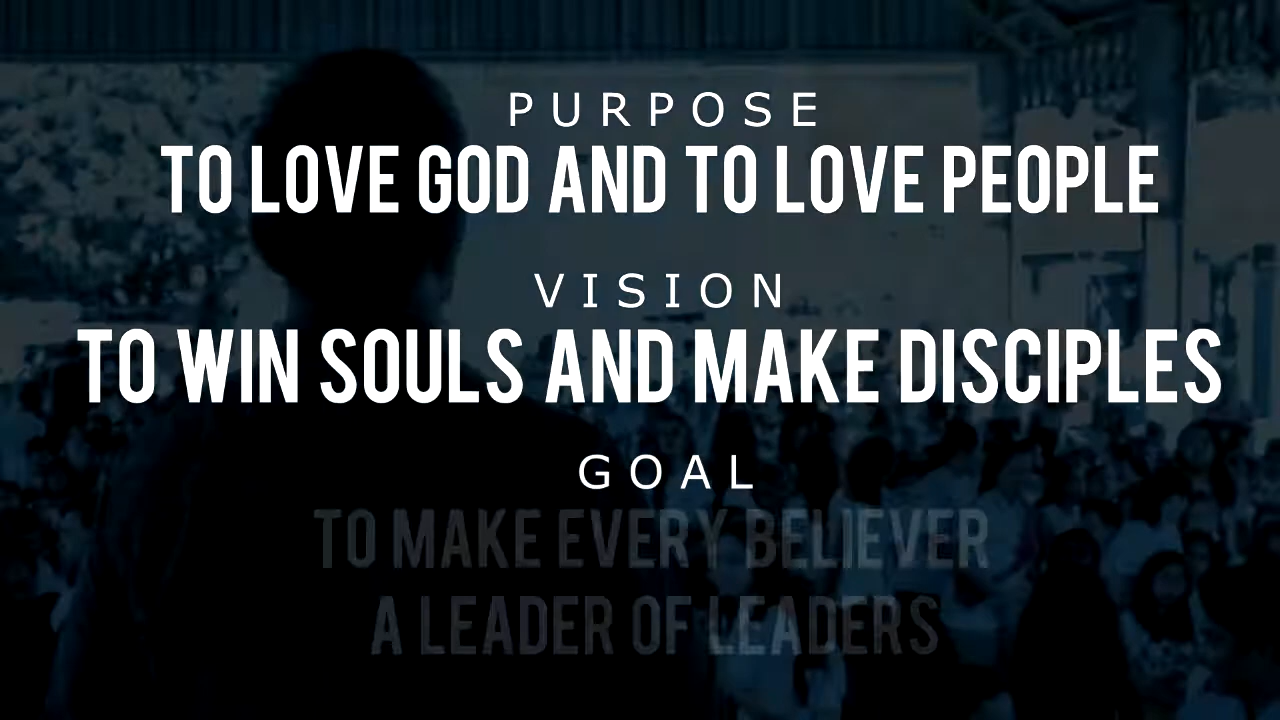 PURPOSE
TO LOVE GOD AND TO LOVE PEOPLE
VISION
TO WIN SOULS AND MAKE DISCIPLES
GOAL
TO MAKE EVERY BELIEVER
A LEADER OF LEADERS